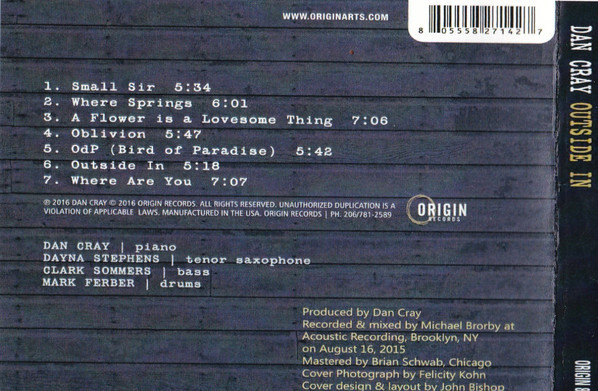 WWW.ORIGINARTS.COM
8 05558 27142 7
1. Small Sir 5:34
2. Where Springs 6:01
3. A Flower is a Lovesome Thing 7:06
4. Oblivion 5:47
5. OdP (Bird of Paradise) 5:42
6. Outside In 5:18
7. Where Are You 7:07
℗ 2016 DAN CRAY © 2016 ORIGIN RECORDS. ALL RIGHTS RESERVED. UNAUTHORIZED DUPLICATION IS A
VIOLATION OF APPLICABLE LAWS. MANUFACTURED IN THE USA. ORIGIN RECORDS | PH. 206/781-2589
ORIGIN
RECORDS
DAN CRAY | piano
DAYNA STEPHENS | tenor saxophone
CLARK SOMMERS | bass
MARK FERBER | drums
Produced by Dan Cray
Recorded & mixed by Michael Brorby at
Acoustic Recording, Brooklyn, NY
on August 16, 2015
Mastered by Brian Schwab, Chicago
Cover Photograph by Felicity Kohn
Cover design & layout by John Bishop
DAN CRAY OUTSIDE IN
ORIGIN 8